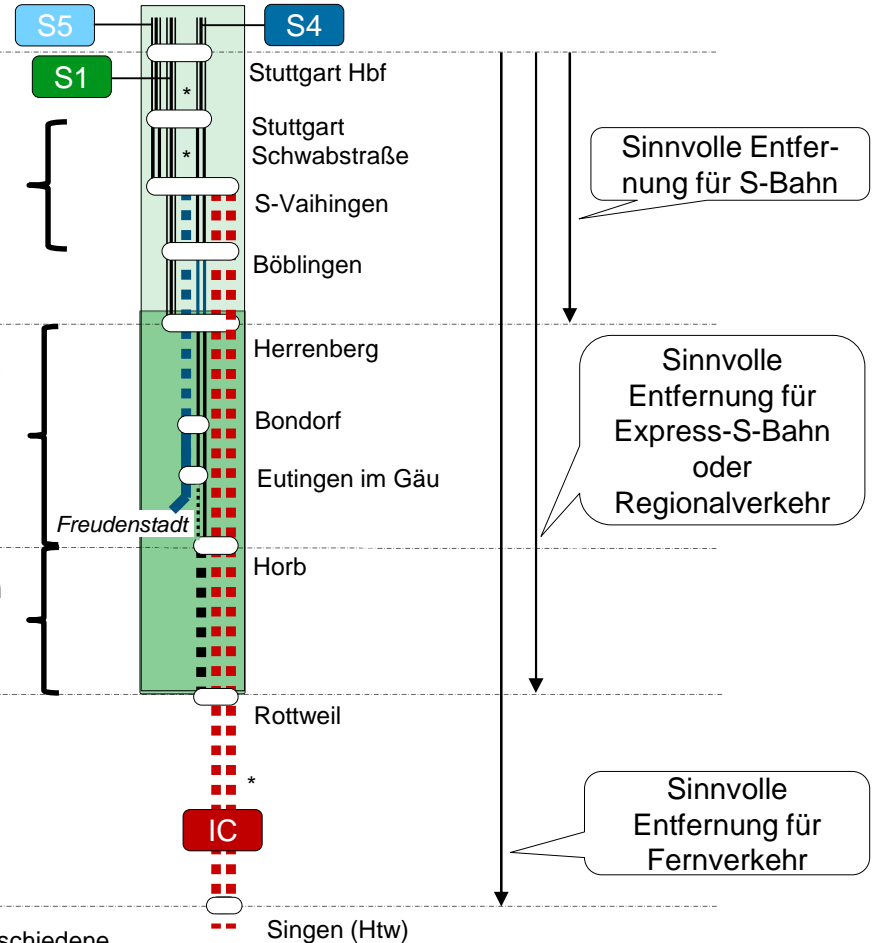 S5
S4
S1
Stuttgart Hbf
*
Stuttgart
Schwabstraße
*
Sinnvolle Entfer-
nung für S-Bahn
S-Vaihingen
Böblingen
Herrenberg
Sinnvolle
Entfernung für
Express-S-Bahn
oder
Regionalverkehr
Bondorf
Eutingen im Gäu
Freudenstadt
Horb
Rottweil
*
IC
Sinnvolle
Entfernung für
Fernverkehr
Singen (Htw)